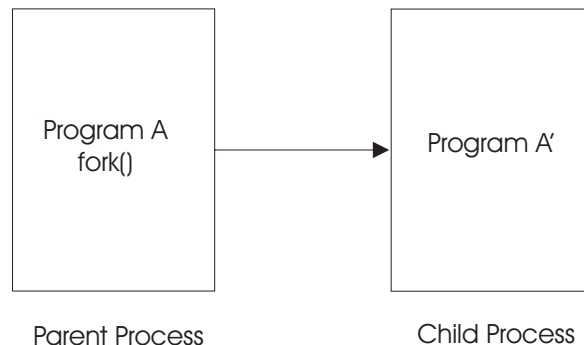 Program A
fork()
Program A'
Parent Process
Child Process